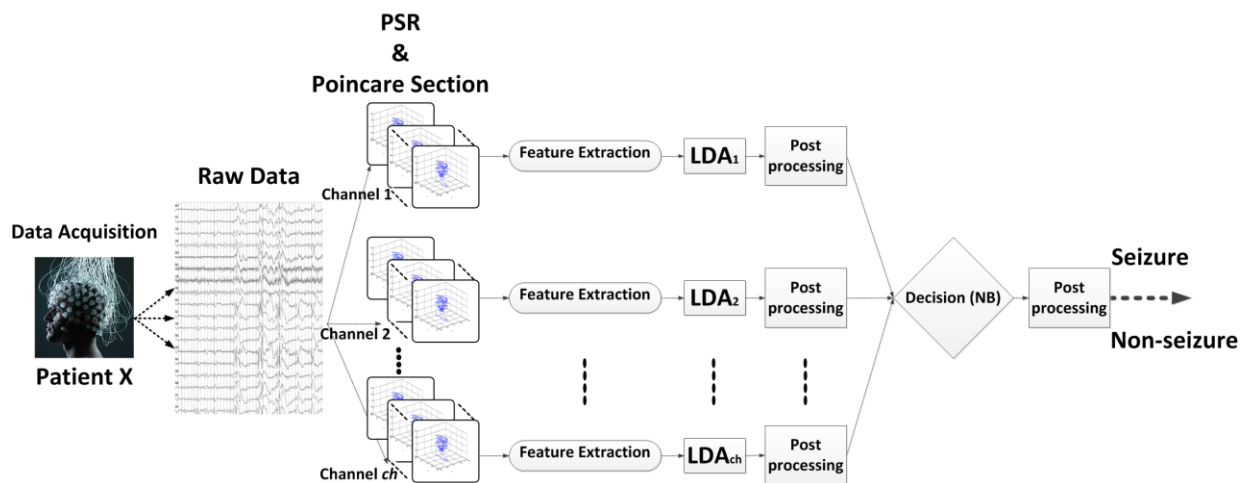 PSR
&
Poincare Section
Raw Data
Data Acquisition
Patient X
Channel 1
Feature Extraction
LDA1
Post
processing
Channel 2
Feature Extraction
LDA2
Post
processing
Channel ch
Feature Extraction
LDAch
Post
processing
Decision (NB)
Post
processing
Seizure
Non-seizure